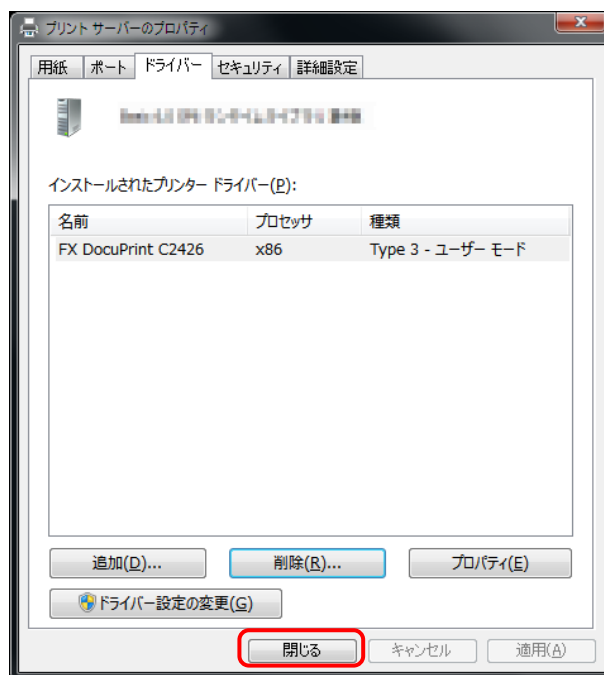 プリント サーバーのプロパティ
用紙 ポート ドライバー セキュリティ 詳細設定
インストールされたプリンター ドライバー(P):
名前 プロセッサ 種類
FX DocuPrint C2426 x86 Type 3 - ユーザー モード
追加(D)... 削除(R)... プロパティ(E)
ドライバー設定の変更(G)
閉じる キャンセル 適用(A)